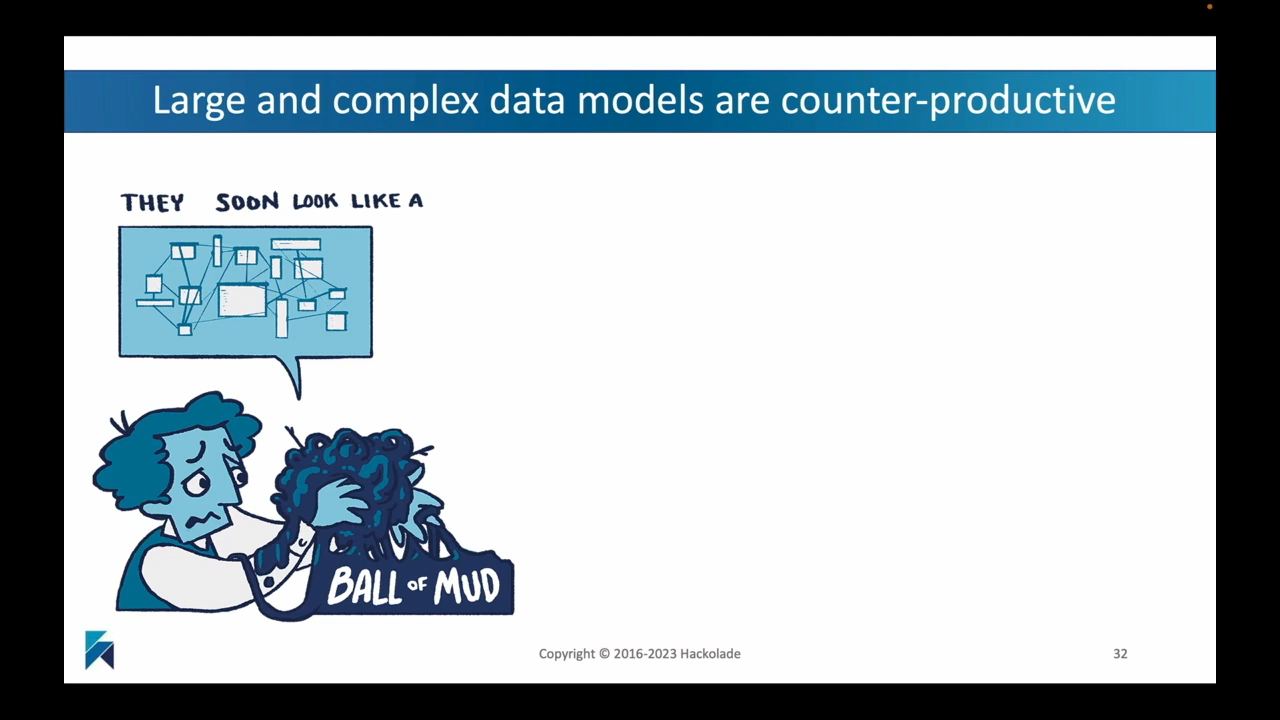 Large and complex data models are counter-productive
THEY SOON LOOK LIKE A
BALL OF MUD
Copyright © 2016-2023 Hackolade
32